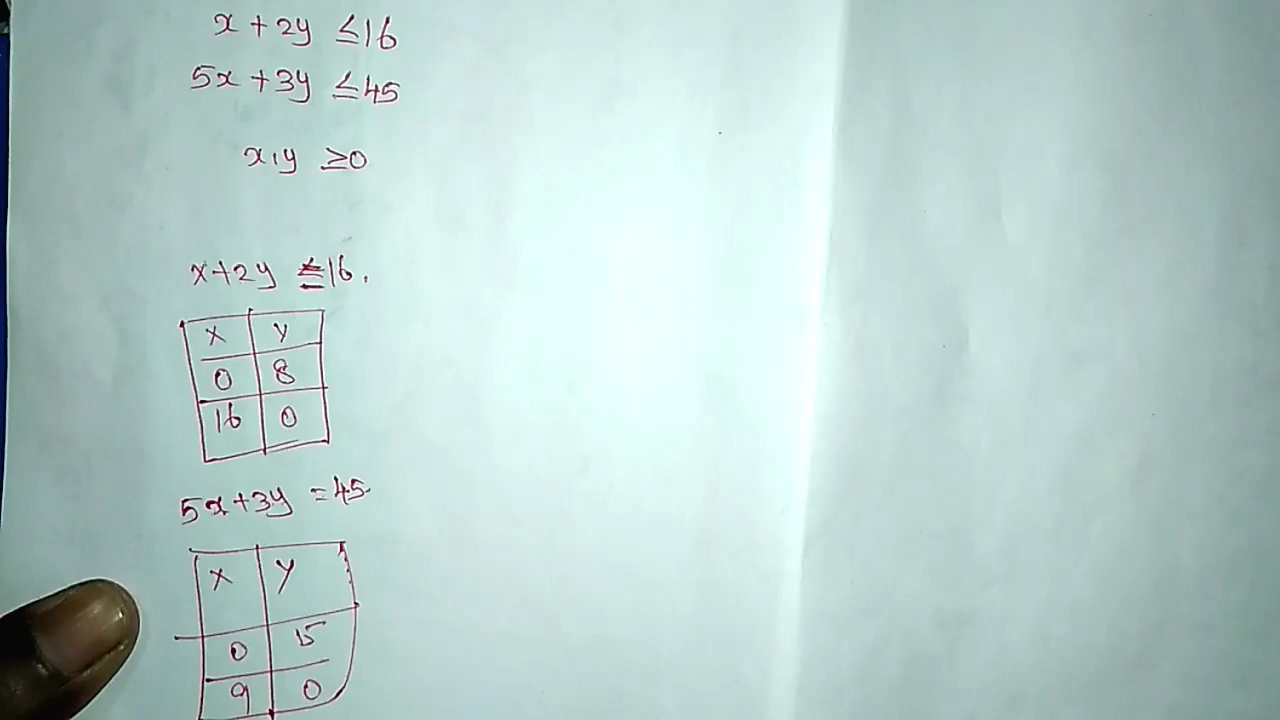 x + 2y ≤ 16
5x + 3y ≤ 45
x, y ≥ 0
x + 2y = 16.
x y
0 8
16 0
5x + 3y = 45.
x y
0 15
9 0